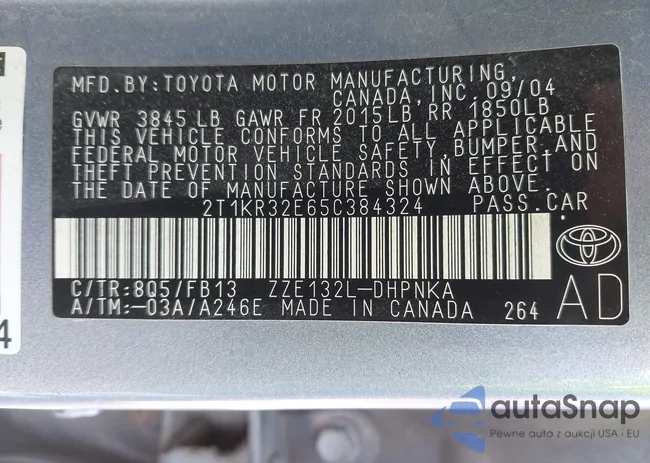 MFD. BY: TOYOTA MOTOR MANUFACTURING,
CANADA, INC. 09/04
GVWR 3845 LB GAWR FR 2015LB RR 1850LB
THIS VEHICLE CONFORMS TO ALL APPLICABLE
FEDERAL MOTOR VEHICLE SAFETY, BUMPER, AND
THEFT PREVENTION STANDARDS IN EFFECT ON
THE DATE OF MANUFACTURE SHOWN ABOVE.
2T1KR32E65C384324 PASS. CAR
C/TR: 8Q5/FB13 ZZE132L-DHPNKA
A/TM: -03A/A246E MADE IN CANADA 264
AD
e
4
autaSnap
Pewne auta z aukcji USA i EU